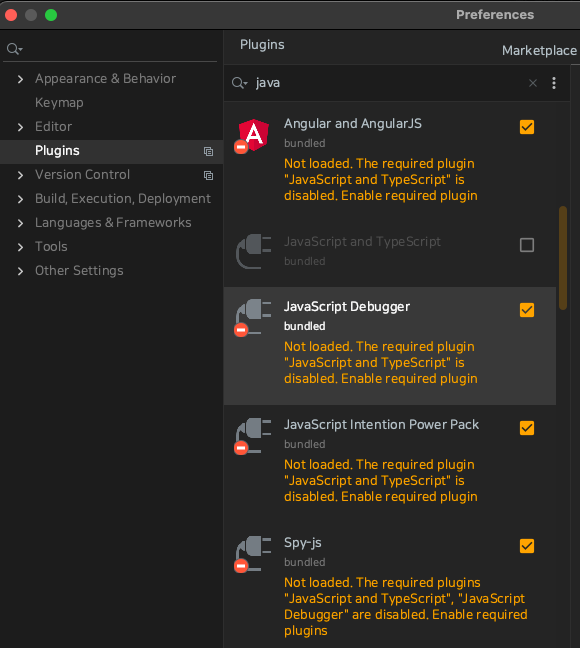 Preferences
Plugins
Marketplace
java
Appearance & Behavior
Keymap
Editor
Plugins
Version Control
Build, Execution, Deployment
Languages & Frameworks
Tools
Other Settings
Angular and AngularJS
bundled
Not loaded. The required plugin
"JavaScript and TypeScript" is
disabled. Enable required plugin
JavaScript and TypeScript
bundled
JavaScript Debugger
bundled
Not loaded. The required plugin
"JavaScript and TypeScript" is
disabled. Enable required plugin
JavaScript Intention Power Pack
bundled
Not loaded. The required plugin
"JavaScript and TypeScript" is
disabled. Enable required plugin
Spy-js
bundled
Not loaded. The required plugins
"JavaScript and TypeScript", "JavaScript
Debugger" are disabled. Enable required
plugins